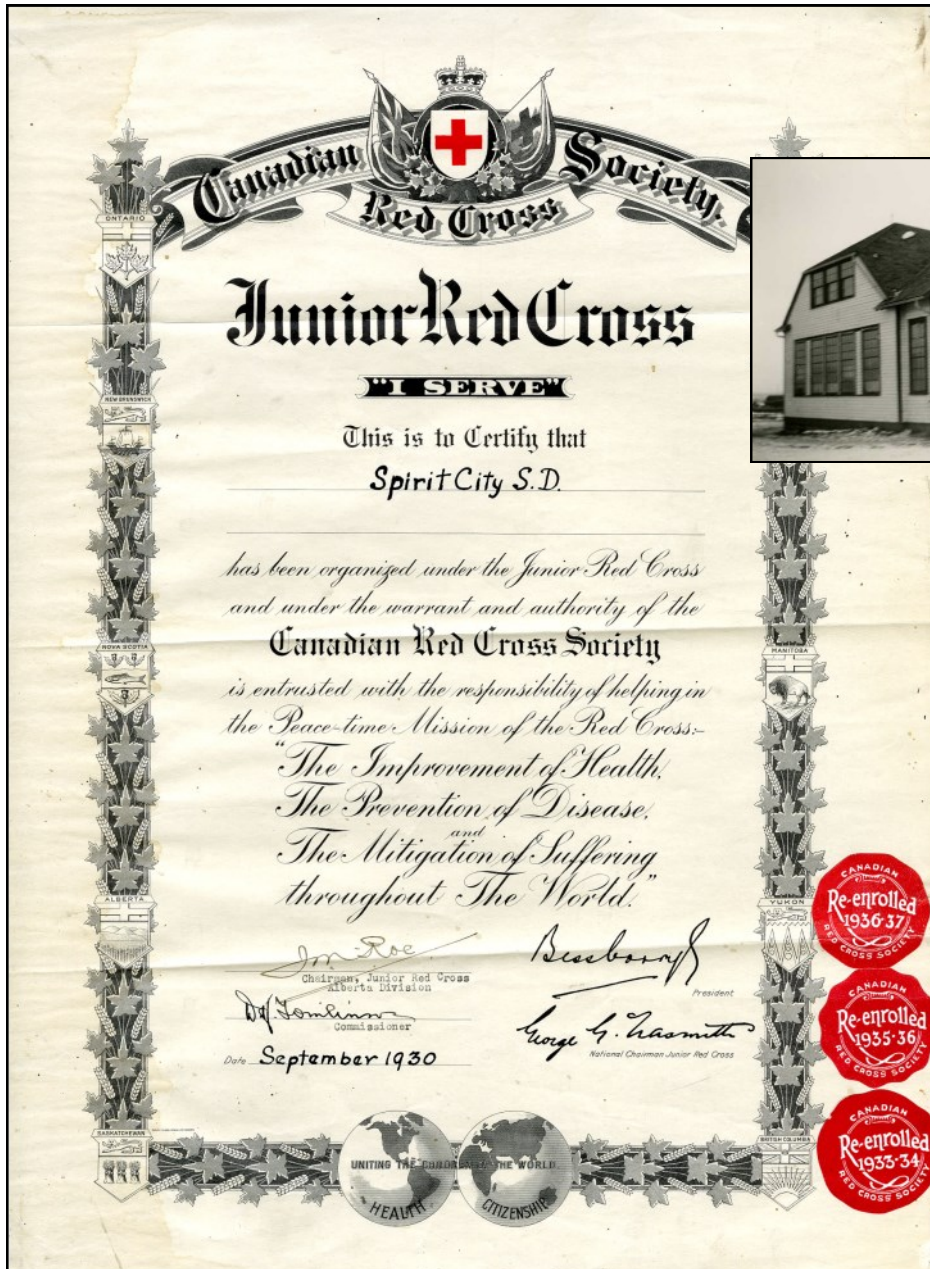 Canadian Red Cross Society.
Junior Red Cross
"I SERVE"
This is to Certify that
Spirit City S.D.
has been organized under the Junior Red Cross
and under the warrant and authority of the
Canadian Red Cross Society
is entrusted with the responsibility of helping in
the Peace-time Mission of the Red Cross:-
"The Improvement of Health,
The Prevention of Disease,
and
The Mitigation of Suffering
throughout The World."
Roe
Chairman, Junior Red Cross
Alberta Division
Commissioner
Date September 1930
Bessborough
President
George G. Nasmith
National Chairman Junior Red Cross
ONTARIO
NEW BRUNSWICK
NOVA SCOTIA
ALBERTA
SASKATCHEWAN
MANITOBA
YUKON
BRITISH COLUMBIA
UNITING THE THE WORLD
HEALTH
CITIZENSHIP
CANADIAN
Re-enrolled
1936-37
RED CROSS SOCIETY
CANADIAN
Re-enrolled
1935-36
RED CROSS SOCIETY
CANADIAN
Re-enrolled
1933-34
RED CROSS SOCIETY